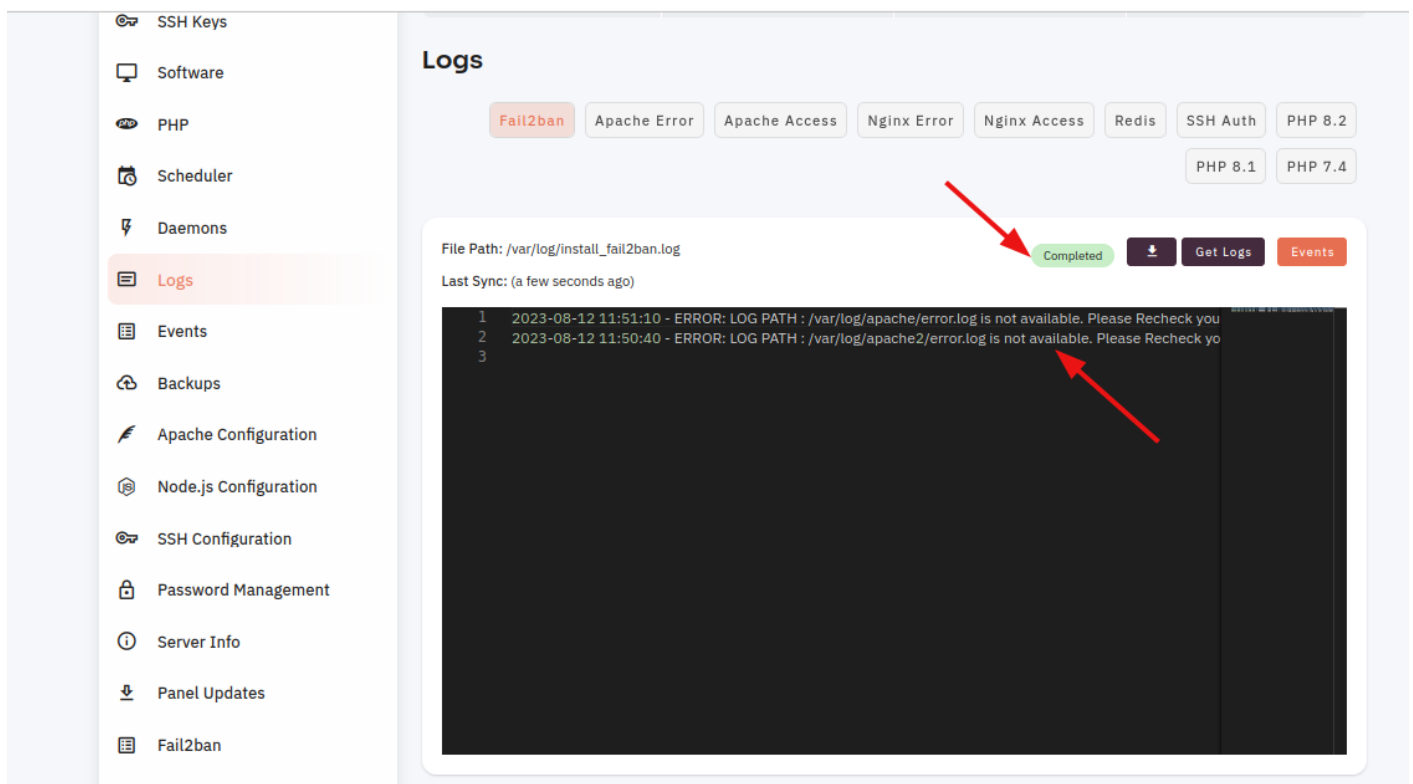 SSH Keys
Software
PHP
Scheduler
Daemons
Logs
Events
Backups
Apache Configuration
Node.js Configuration
SSH Configuration
Password Management
Server Info
Panel Updates
Fail2ban
Logs
Fail2ban Apache Error Apache Access Nginx Error Nginx Access Redis SSH Auth PHP 8.2
PHP 8.1 PHP 7.4
File Path: /var/log/install_fail2ban.log
Completed Get Logs Events
Last Sync: (a few seconds ago)
1 2023-08-12 11:51:10 - ERROR: LOG PATH : /var/log/apache/error.log is not available. Please Recheck you
2 2023-08-12 11:50:40 - ERROR: LOG PATH : /var/log/apache2/error.log is not available. Please Recheck yo
3